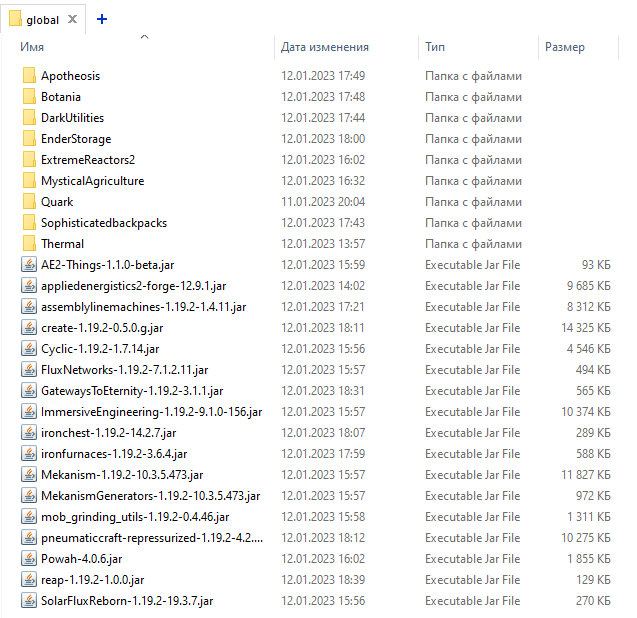 global
Имя Дата изменения Тип Размер
Apotheosis 12.01.2023 17:49 Папка с файлами
Botania 12.01.2023 17:48 Папка с файлами
DarkUtilities 12.01.2023 17:44 Папка с файлами
EnderStorage 12.01.2023 18:00 Папка с файлами
ExtremeReactors2 12.01.2023 16:02 Папка с файлами
MysticalAgriculture 12.01.2023 16:32 Папка с файлами
Quark 11.01.2023 20:04 Папка с файлами
Sophisticatedbackpacks 12.01.2023 17:43 Папка с файлами
Thermal 12.01.2023 13:57 Папка с файлами
AE2-Things-1.1.0-beta.jar 12.01.2023 15:59 Executable Jar File 93 КБ
appliedenergistics2-forge-12.9.1.jar 12.01.2023 14:02 Executable Jar File 9 685 КБ
assemblylinemachines-1.19.2-1.4.11.jar 12.01.2023 17:21 Executable Jar File 8 312 КБ
create-1.19.2-0.5.0.g.jar 12.01.2023 18:11 Executable Jar File 14 325 КБ
Cyclic-1.19.2-1.7.14.jar 12.01.2023 15:56 Executable Jar File 4 546 КБ
FluxNetworks-1.19.2-7.1.2.11.jar 12.01.2023 15:57 Executable Jar File 494 КБ
GatewaysToEternity-1.19.2-3.1.1.jar 12.01.2023 18:31 Executable Jar File 565 КБ
ImmersiveEngineering-1.19.2-9.1.0-156.jar 12.01.2023 15:57 Executable Jar File 10 374 КБ
ironchest-1.19.2-14.2.7.jar 12.01.2023 18:07 Executable Jar File 289 КБ
ironfurnaces-1.19.2-3.6.4.jar 12.01.2023 17:59 Executable Jar File 588 КБ
Mekanism-1.19.2-10.3.5.473.jar 12.01.2023 15:57 Executable Jar File 11 827 КБ
MekanismGenerators-1.19.2-10.3.5.473.jar 12.01.2023 15:57 Executable Jar File 972 КБ
mob_grinding_utils-1.19.2-0.4.46.jar 12.01.2023 15:58 Executable Jar File 1 311 КБ
pneumaticcraft-repressurized-1.19.2-4.2.... 12.01.2023 18:12 Executable Jar File 10 275 КБ
Powah-4.0.6.jar 12.01.2023 16:02 Executable Jar File 1 855 КБ
reap-1.19.2-1.0.0.jar 12.01.2023 18:39 Executable Jar File 129 КБ
SolarFluxReborn-1.19.2-19.3.7.jar 12.01.2023 15:56 Executable Jar File 270 КБ